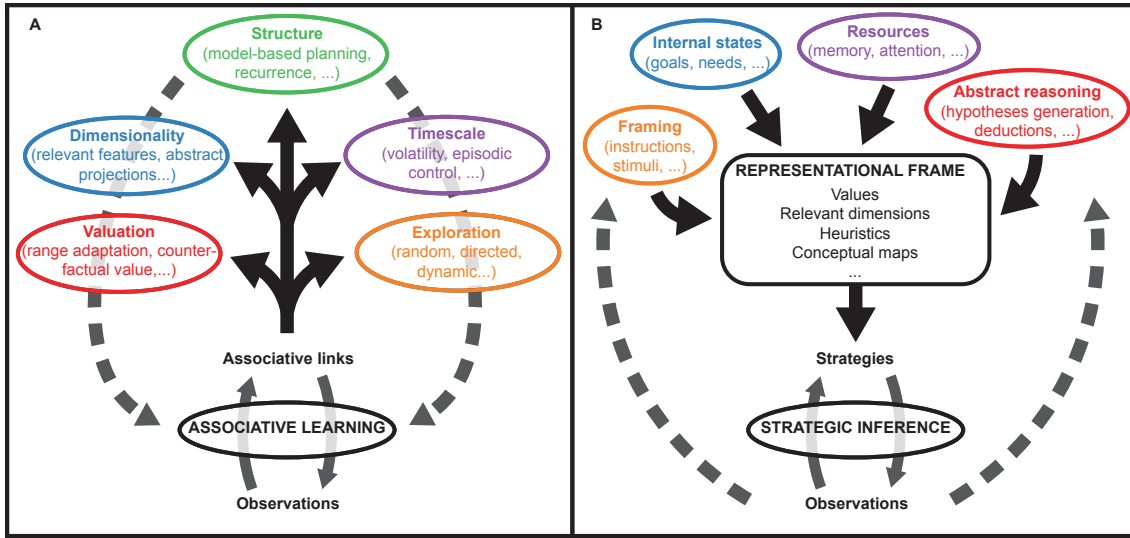 A
Structure
(model-based planning,
recurrence, ...)
Dimensionality
(relevant features, abstract
projections...)
Timescale
(volatility, episodic
control, ...)
Valuation
(range adaptation, counter-
factual value,...)
Exploration
(random, directed,
dynamic...)
Associative links
ASSOCIATIVE LEARNING
Observations
B
Internal states
(goals, needs, ...)
Resources
(memory, attention, ...)
Abstract reasoning
(hypotheses generation,
deductions, ...)
Framing
(instructions,
stimuli, ...)
REPRESENTATIONAL FRAME
Values
Relevant dimensions
Heuristics
Conceptual maps
...
Strategies
STRATEGIC INFERENCE
Observations